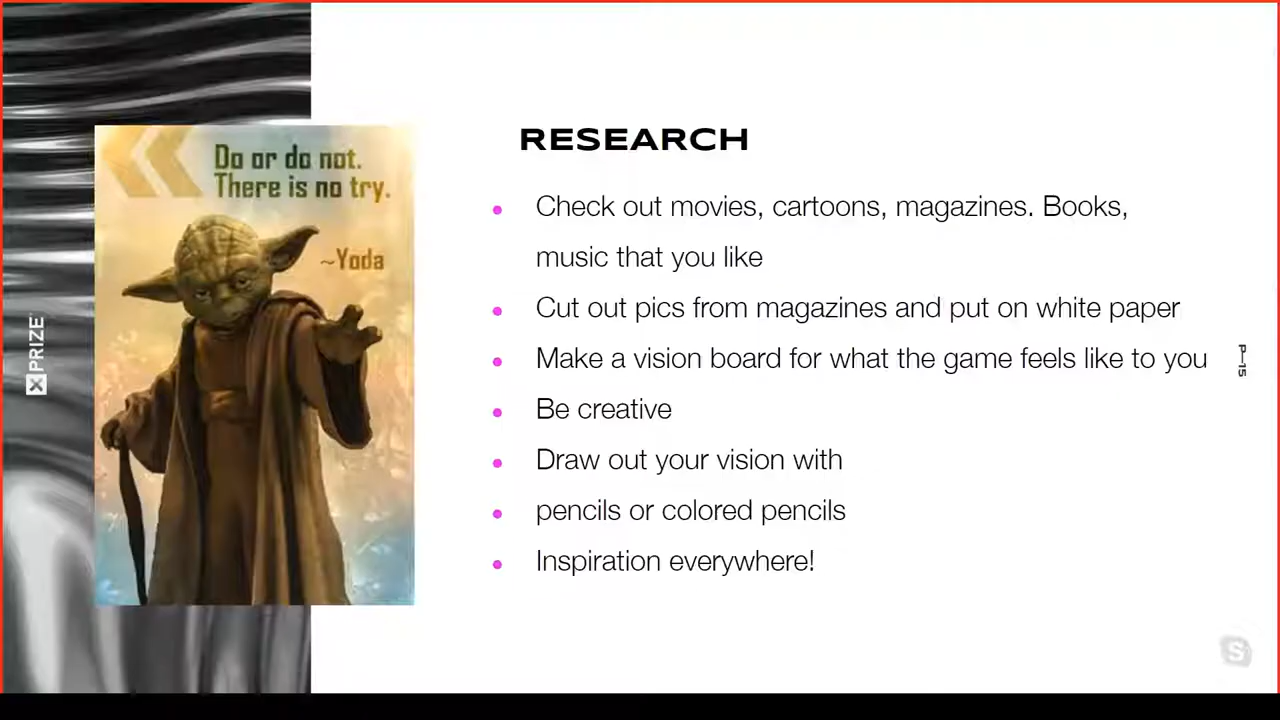 Do or do not.
There is no try.
~Yoda
XPRIZE
RESEARCH
Check out movies, cartoons, magazines. Books,
music that you like
Cut out pics from magazines and put on white paper
Make a vision board for what the game feels like to you
Be creative
Draw out your vision with
pencils or colored pencils
Inspiration everywhere!
P—15
S